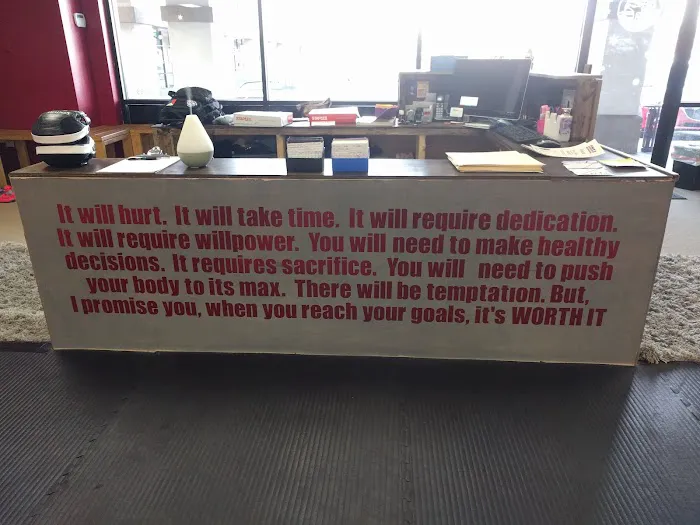 It will hurt. It will take time. It will require dedication.
It will require willpower. You will need to make healthy
decisions. It requires sacrifice. You will need to push
your body to its max. There will be temptation. But,
I promise you, when you reach your goals, it's WORTH IT